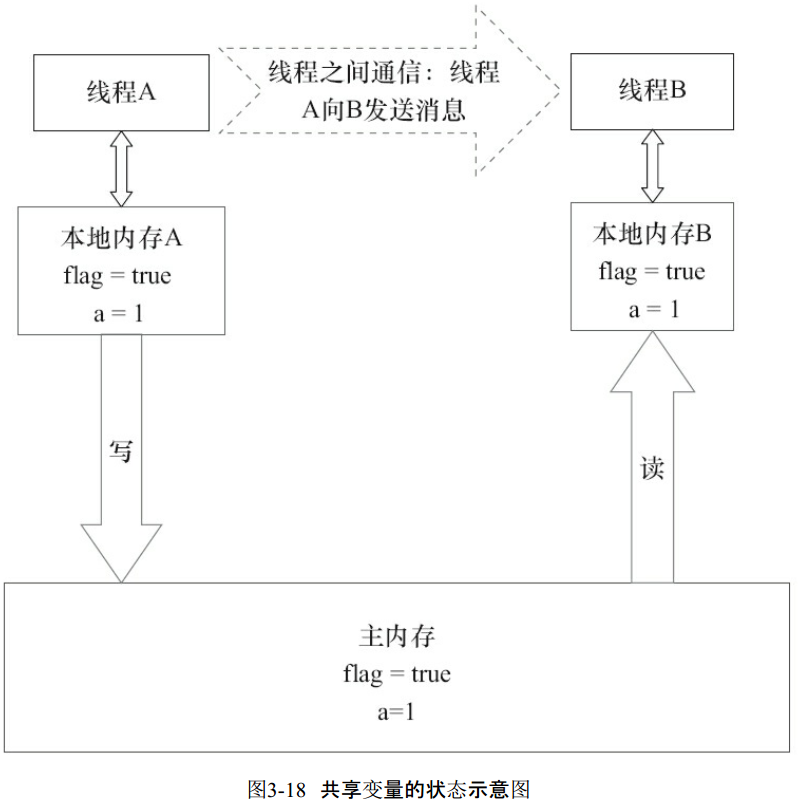 线程A
线程之间通信：线程
A向B发送消息
线程B
本地内存A
flag = true
a = 1
本地内存B
flag = true
a = 1
写
读
主内存
flag = true
a=1
图3-18 共享变量的状态示意图